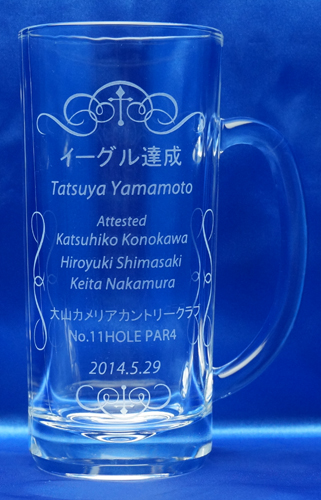 イーグル達成
Tatsuya Yamamoto
Attested
Katsuhiko Konokawa
Hiroyuki Shimasaki
Keita Nakamura
大山カメリアカントリークラブ
No.11HOLE PAR4
2014.5.29